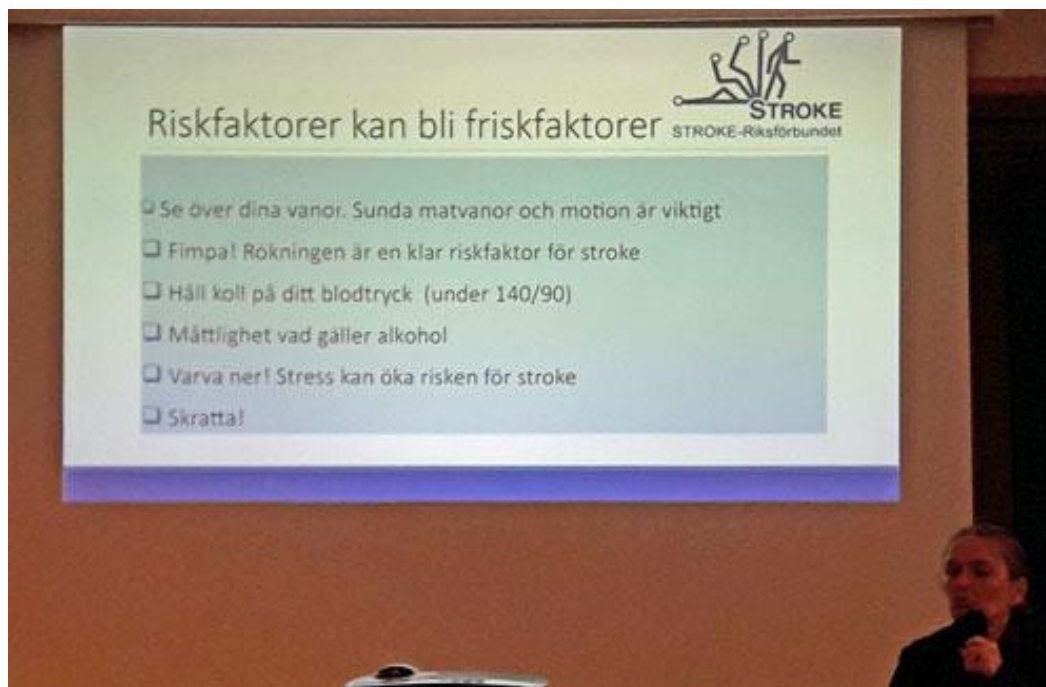 STROKE
STROKE-Riksförbundet
Riskfaktorer kan bli friskfaktorer
Se över dina vanor. Sunda matvanor och motion är viktigt
Fimpa! Rökningen är en klar riskfaktor för stroke
Håll koll på ditt blodtryck (under 140/90)
Måttlighet vad gäller alkohol
Varva ner! Stress kan öka risken för stroke
Skratta!